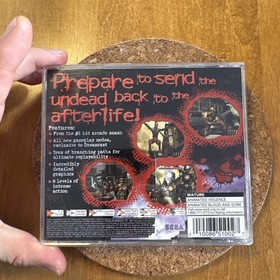 Prepare to send the
undead back to the
afterlife!
Features:
From the #1 hit arcade smash
All new gameplay modes,
exclusive to Dreamcast
Tons of branching paths for
ultimate replayability
Incredibly
detailed
graphics
6 levels of
intense
action
MATURE
ANIMATED VIOLENCE
ANIMATED BLOOD AND GORE
SEGA